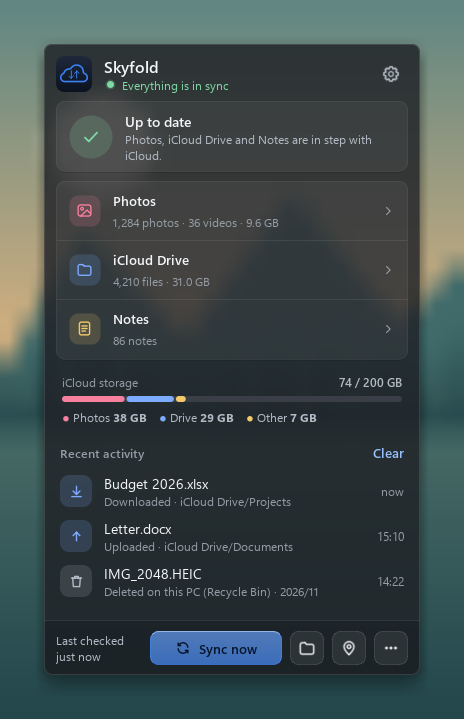 Skyfold
Everything is in sync
Up to date
Photos, iCloud Drive and Notes are in step with
iCloud.
Photos
1,284 photos · 36 videos · 9.6 GB
iCloud Drive
4,210 files · 31.0 GB
Notes
86 notes
iCloud storage 74 / 200 GB
Photos 38 GB Drive 29 GB Other 7 GB
Recent activity Clear
Budget 2026.xlsx
Downloaded · iCloud Drive/Projects now
Letter.docx
Uploaded · iCloud Drive/Documents 15:10
IMG_2048.HEIC
Deleted on this PC (Recycle Bin) · 2026/11 14:22
Last checked
just now
Sync now